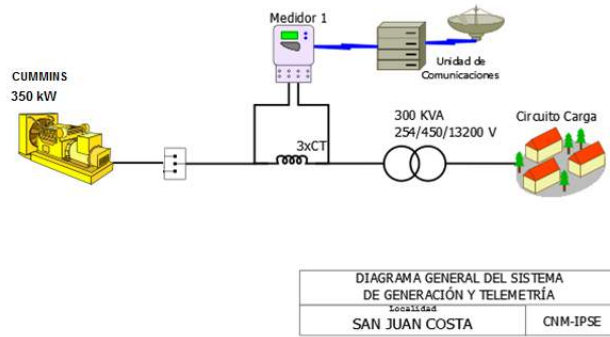 Medidor 1
Unidad de
Comunicaciones
CUMMINS
350 kW
3xCT
300 KVA
254/450/13200 V
Circuito Carga
DIAGRAMA GENERAL DEL SISTEMA
DE GENERACIÓN Y TELEMETRÍA
Localidad
SAN JUAN COSTA
CNM-IPSE